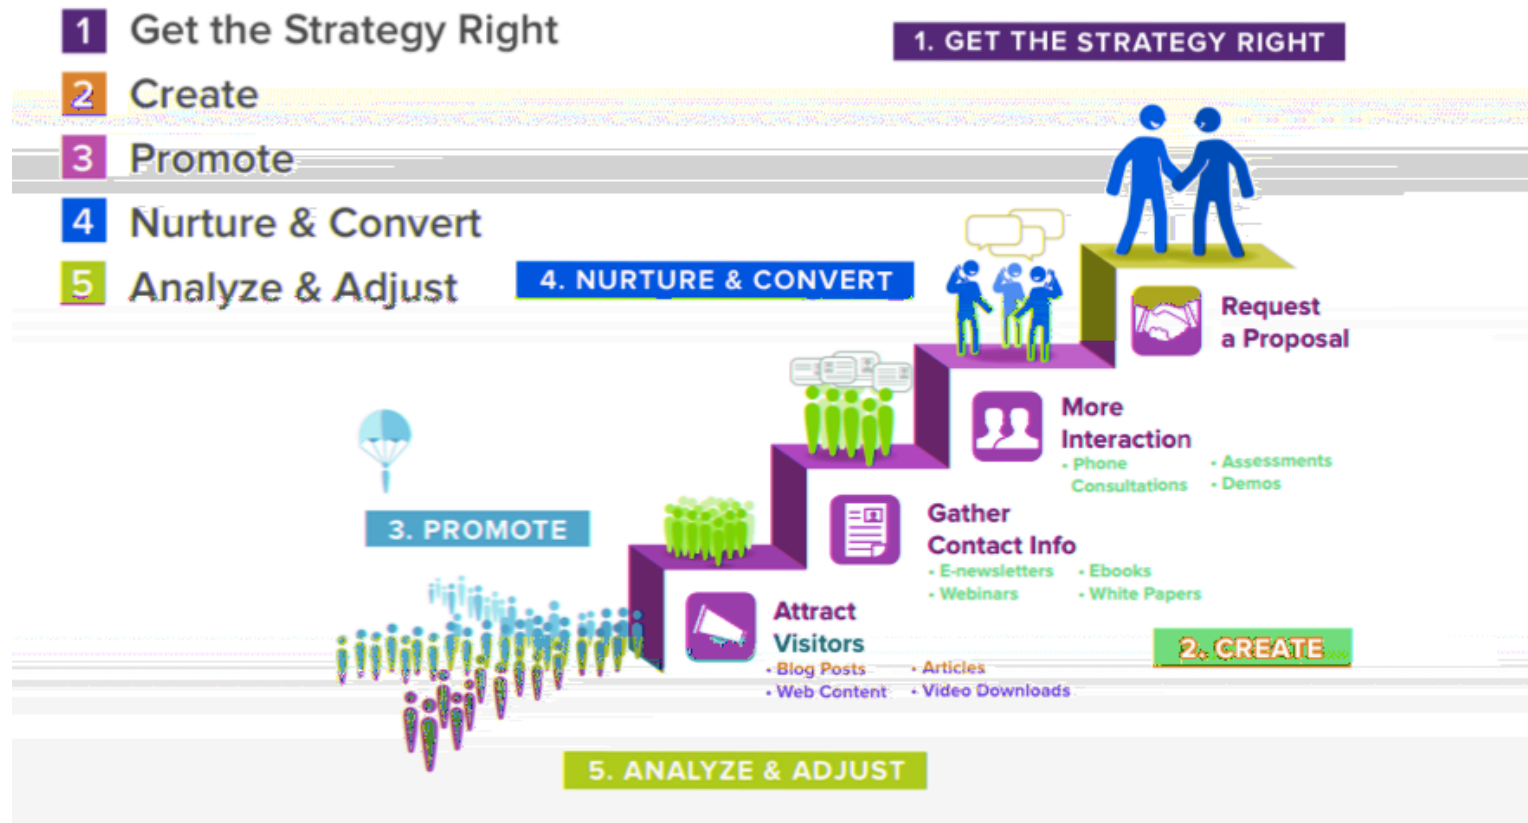 1 Get the Strategy Right
2 Create
3 Promote
4 Nurture & Convert
5 Analyze & Adjust
1. GET THE STRATEGY RIGHT
4. NURTURE & CONVERT
Request
a Proposal
More
Interaction
• Phone
Consultations
• Assessments
• Demos
3. PROMOTE
Gather
Contact Info
• E-newsletters
• Webinars
• Ebooks
• White Papers
Attract
Visitors
• Blog Posts
• Web Content
• Articles
• Video Downloads
2. CREATE
5. ANALYZE & ADJUST